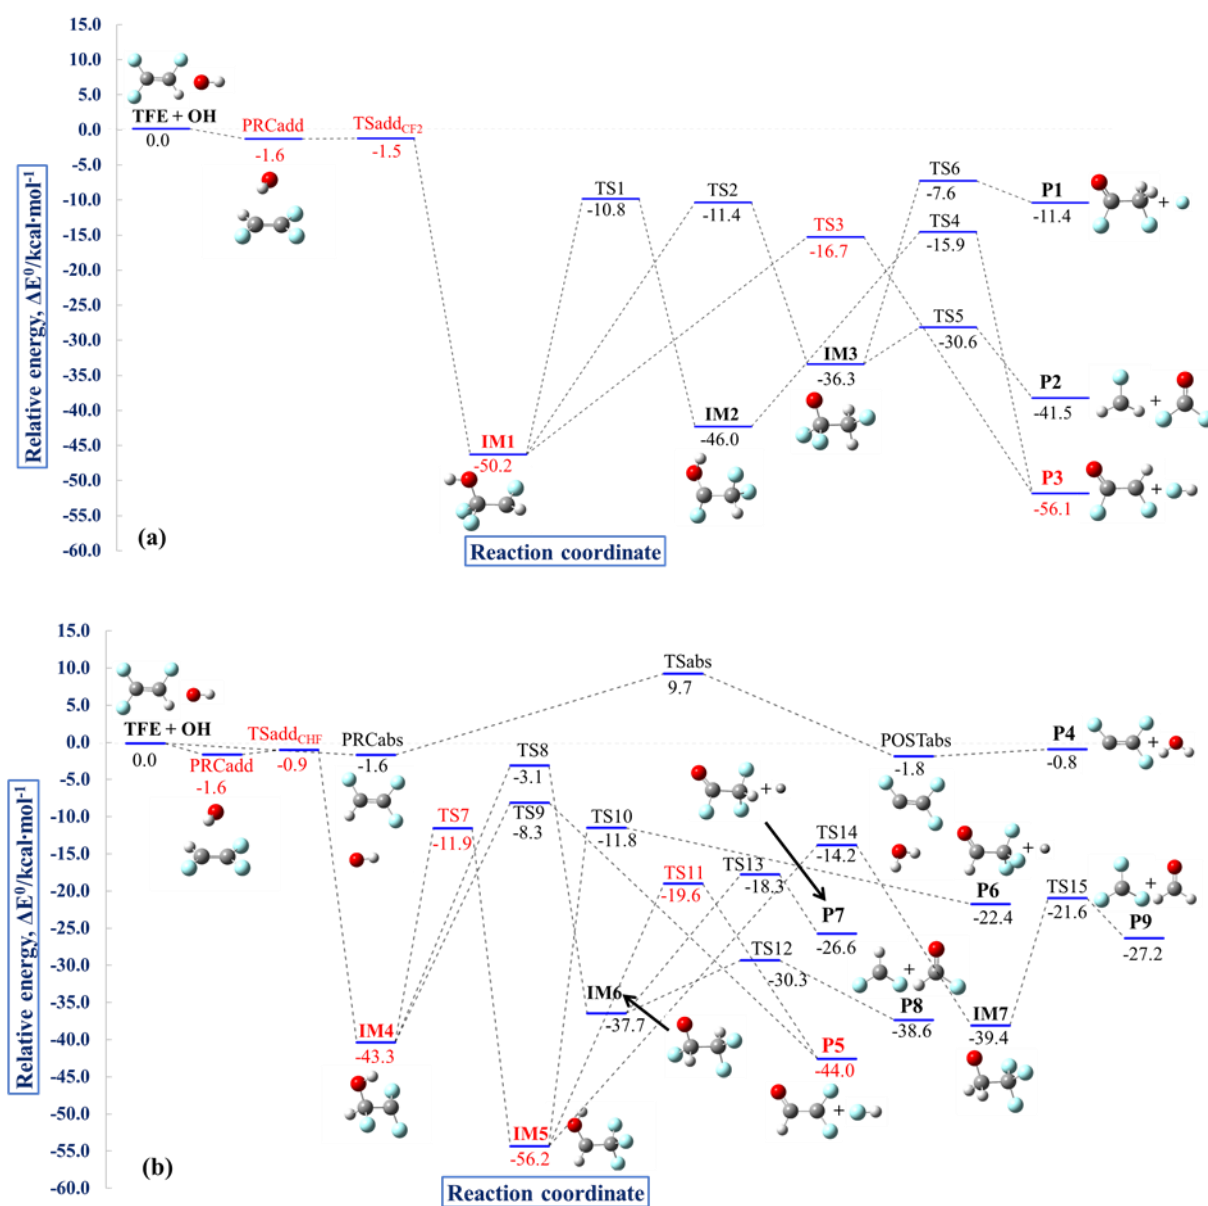 15.0
10.0
5.0
0.0
-5.0
-10.0
-15.0
-20.0
-25.0
-30.0
-35.0
-40.0
-45.0
-50.0
-55.0
-60.0
Relative energy, ΔE⁰/kcal·mol⁻¹
TFE + OH
0.0
PRCadd
-1.6
TSadd_CF2
-1.5
IM1
-50.2
TS1
-10.8
TS2
-11.4
IM2
-46.0
TS3
-16.7
IM3
-36.3
TS6
-7.6
TS4
-15.9
TS5
-30.6
P1
-11.4
+
P2
-41.5
+
P3
-56.1
+
(a)
Reaction coordinate
15.0
10.0
5.0
0.0
-5.0
-10.0
-15.0
-20.0
-25.0
-30.0
-35.0
-40.0
-45.0
-50.0
-55.0
-60.0
Relative energy, ΔE⁰/kcal·mol⁻¹
TFE + OH
0.0
PRCadd
-1.6
TSadd_CHF
-0.9
PRCabs
-1.6
IM4
-43.3
TS7
-11.9
TS8
-3.1
TS9
-8.3
IM5
-56.2
TS10
-11.8
IM6
-37.7
TSabs
9.7
TS11
-19.6
TS13
-18.3
TS12
-30.3
+
TS14
-14.2
P7
-26.6
P5
-44.0
+
POSTabs
-1.8
+
P8
-38.6
+
P6
-22.4
IM7
-39.4
P4
-0.8
+
TS15
-21.6
+
P9
-27.2
(b)
Reaction coordinate